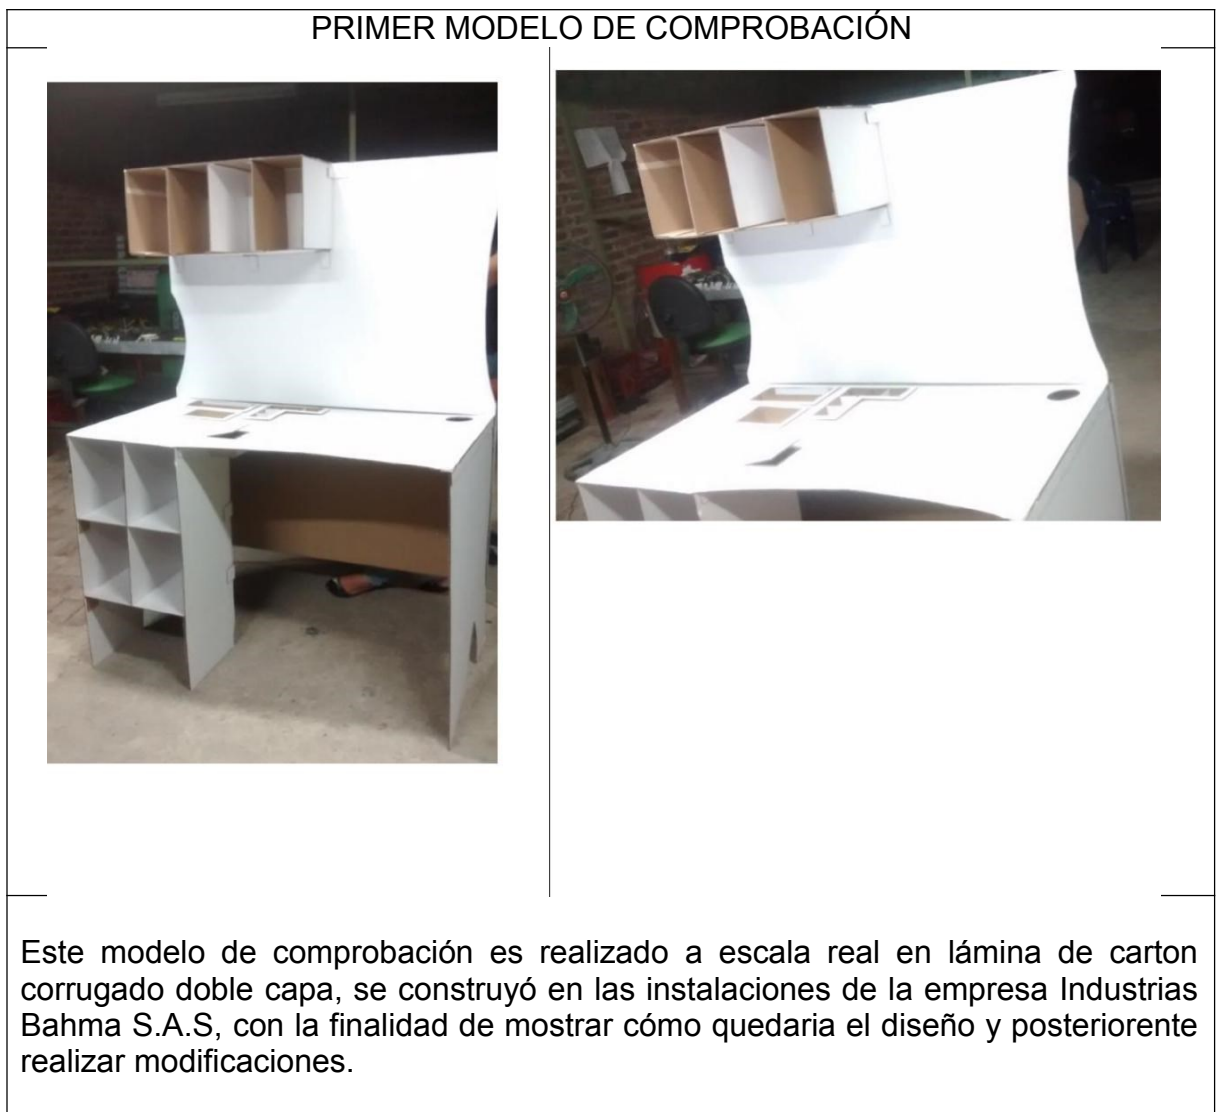 PRIMER MODELO DE COMPROBACIÓN
Este modelo de comprobación es realizado a escala real en lámina de carton
corrugado doble capa, se construyó en las instalaciones de la empresa Industrias
Bahma S.A.S, con la finalidad de mostrar cómo quedaria el diseño y posteriorente
realizar modificaciones.